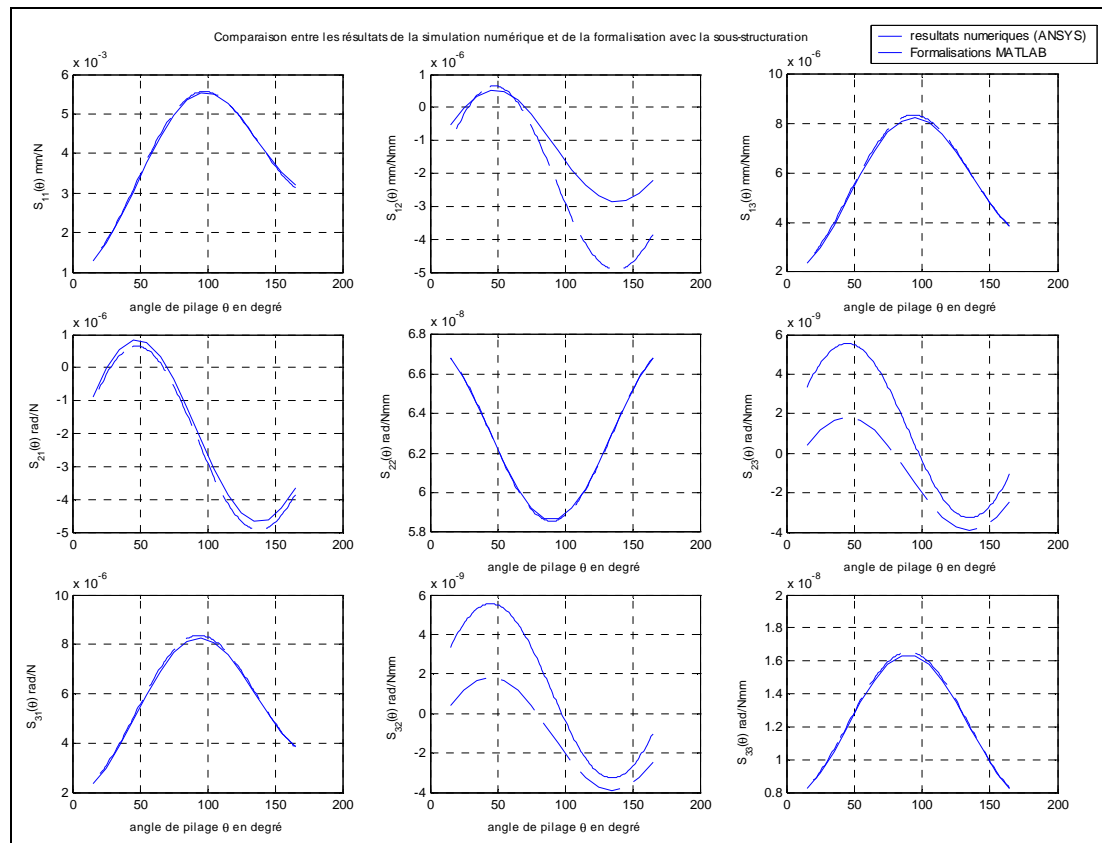 Comparaison entre les résultats de la simulation numérique et de la formalisation avec la sous-structuration
resultats numeriques (ANSYS)
Formalisations MATLAB
x 10⁻³
6
5
4
3
2
1
0 50 100 150 200
S₁₁(θ) mm/N
angle de pilage θ en degré
x 10⁻⁶
1
0
-1
-2
-3
-4
-5
0 50 100 150 200
S₁₂(θ) mm/Nmm
angle de pilage θ en degré
x 10⁻⁶
10
8
6
4
2
0 50 100 150 200
S₁₃(θ) mm/Nmm
angle de pilage θ en degré
x 10⁻⁶
1
0
-1
-2
-3
-4
-5
0 50 100 150 200
S₂₁(θ) rad/N
angle de pilage θ en degré
x 10⁻⁸
6.8
6.4
6.2
6
5.8
0 50 100 150 200
S₂₂(θ) rad/Nmm
angle de pilage θ en degré
x 10⁻⁹
6
4
2
0
-2
-4
0 50 100 150 200
S₂₃(θ) rad/Nmm
angle de pilage θ en degré
x 10⁻⁶
10
8
6
4
2
0 50 100 150 200
S₃₁(θ) rad/N
angle de pilage θ en degré
x 10⁻⁹
6
4
2
0
-2
-4
0 50 100 150 200
S₃₂(θ) rad/Nmm
angle de pilage θ en degré
x 10⁻⁸
2
1.8
1.6
1.4
1.2
1
0.8
0 50 100 150 200
S₃₃(θ) rad/Nmm
angle de pilage θ en degré